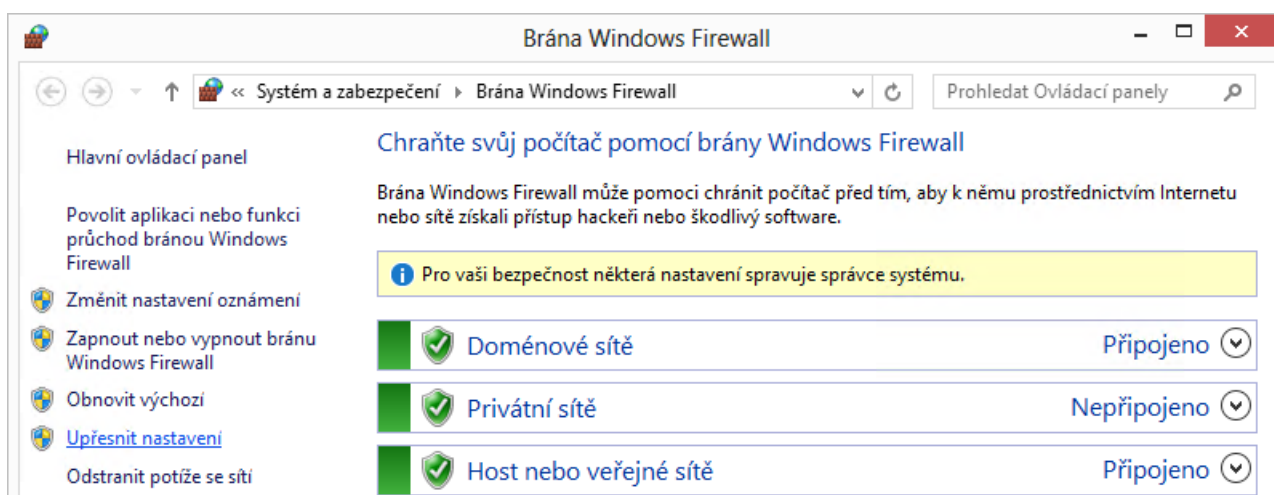 Brána Windows Firewall
« Systém a zabezpečení Brána Windows Firewall
Prohledat Ovládací panely
Hlavní ovládací panel
Povolit aplikaci nebo funkci
průchod bránou Windows
Firewall
Změnit nastavení oznámení
Zapnout nebo vypnout bránu
Windows Firewall
Obnovit výchozí
Upřesnit nastavení
Odstranit potíže se sítí
Chraňte svůj počítač pomocí brány Windows Firewall
Brána Windows Firewall může pomoci chránit počítač před tím, aby k němu prostřednictvím Internetu
nebo sítě získali přístup hackeři nebo škodlivý software.
Pro vaši bezpečnost některá nastavení spravuje správce systému.
Doménové sítě Připojeno
Privátní sítě Nepřipojeno
Host nebo veřejné sítě Připojeno